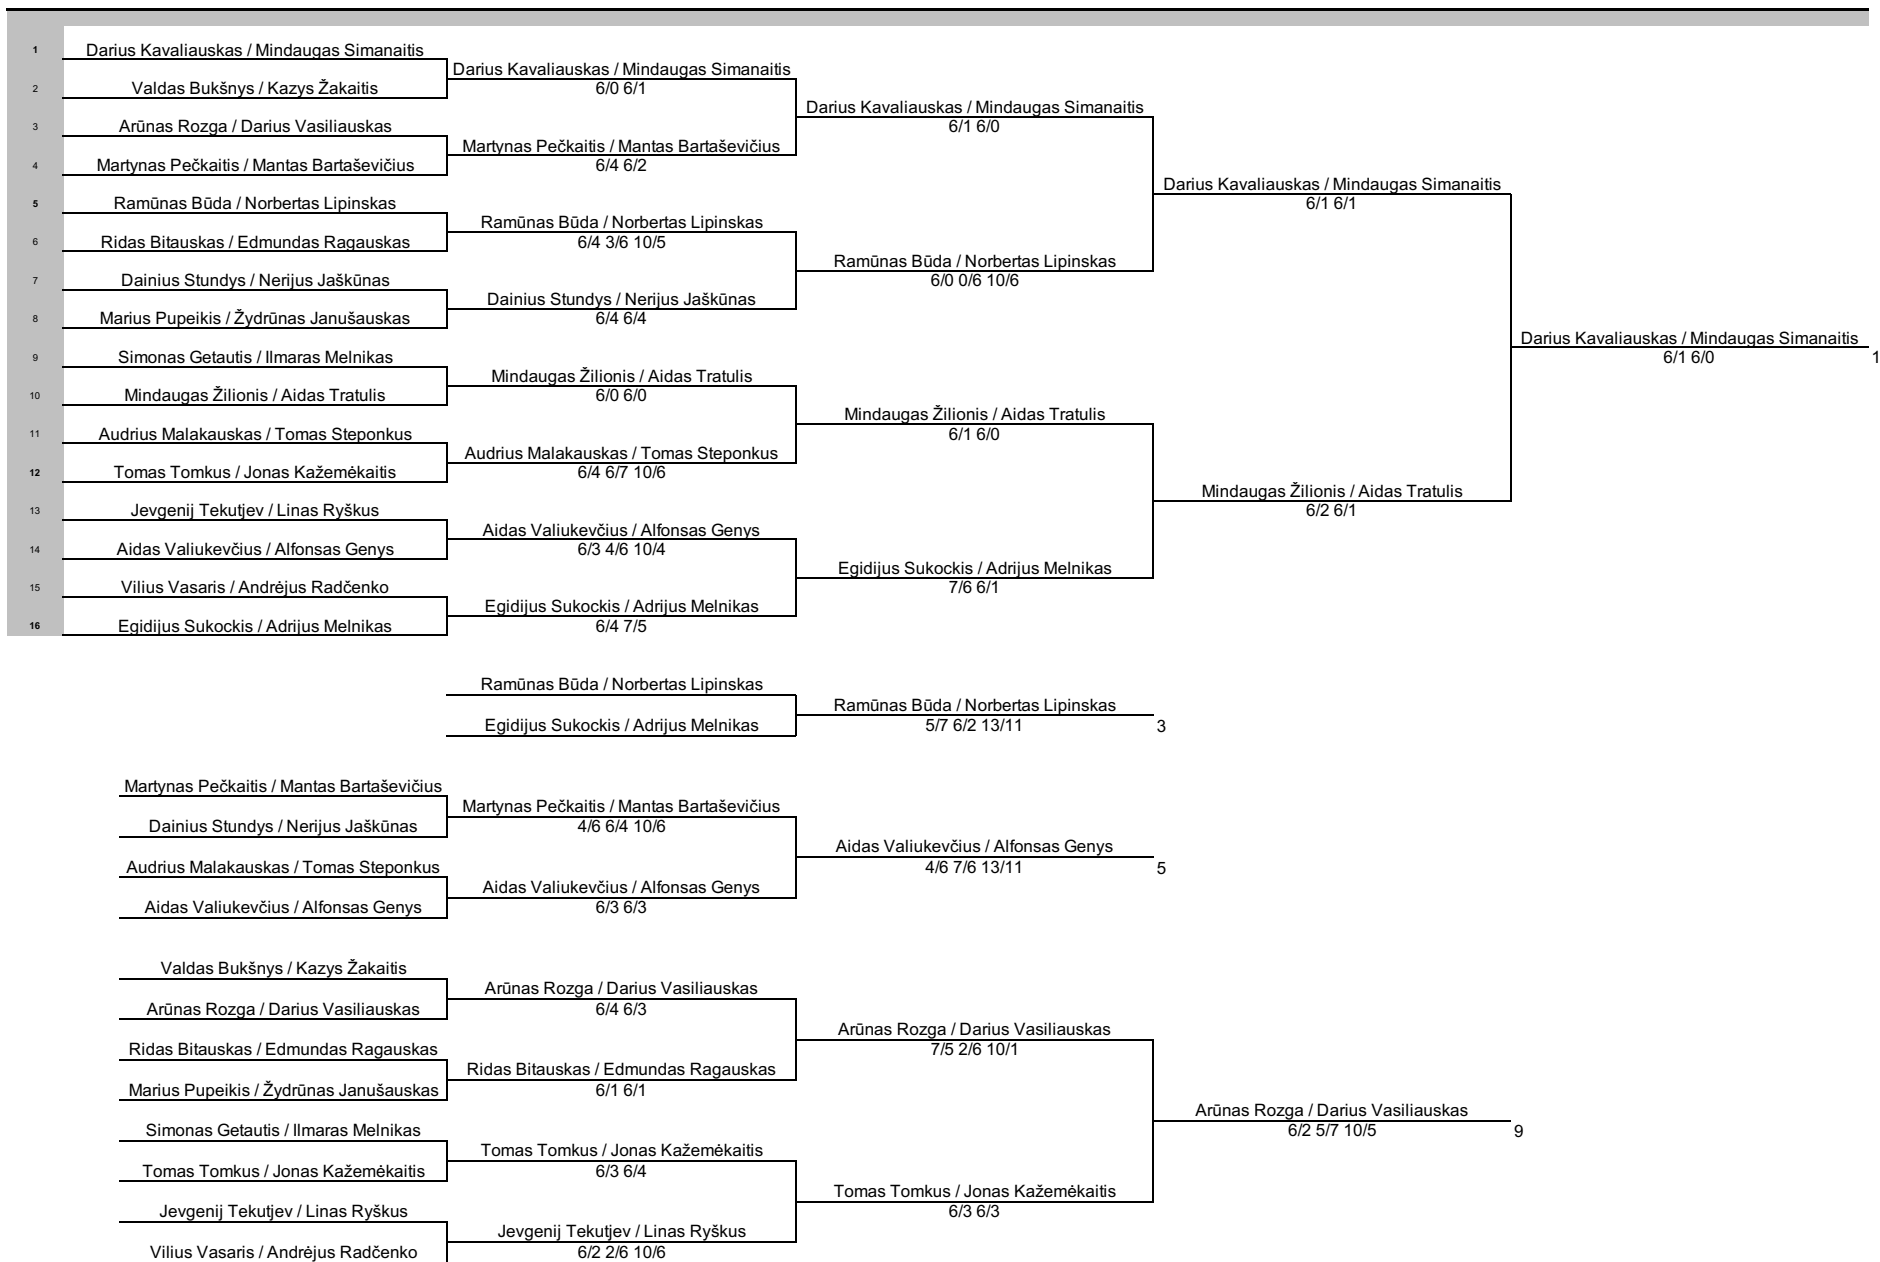 1 Darius Kavaliauskas / Mindaugas Simanaitis
Darius Kavaliauskas / Mindaugas Simanaitis
2 Valdas Bukšnys / Kazys Žakaitis
6/0 6/1
Darius Kavaliauskas / Mindaugas Simanaitis
3 Arūnas Rozga / Darius Vasiliauskas
6/1 6/0
Martynas Pečkaitis / Mantas Bartaševičius
4 Martynas Pečkaitis / Mantas Bartaševičius
6/4 6/2
Darius Kavaliauskas / Mindaugas Simanaitis
5 Ramūnas Būda / Norbertas Lipinskas
6/1 6/1
Ramūnas Būda / Norbertas Lipinskas
6 Ridas Bitauskas / Edmundas Ragauskas
6/4 3/6 10/5
Ramūnas Būda / Norbertas Lipinskas
7 Dainius Stundys / Nerijus Jaškūnas
6/0 0/6 10/6
Dainius Stundys / Nerijus Jaškūnas
8 Marius Pupeikis / Žydrūnas Janušauskas
6/4 6/4
Darius Kavaliauskas / Mindaugas Simanaitis
9 Simonas Getautis / Ilmaras Melnikas
6/1 6/0 1
Mindaugas Žilionis / Aidas Tratulis
10 Mindaugas Žilionis / Aidas Tratulis
6/0 6/0
Mindaugas Žilionis / Aidas Tratulis
11 Audrius Malakauskas / Tomas Steponkus
6/1 6/0
Audrius Malakauskas / Tomas Steponkus
12 Tomas Tomkus / Jonas Kažemėkaitis
6/4 6/7 10/6
Mindaugas Žilionis / Aidas Tratulis
13 Jevgenij Tekutjev / Linas Ryškus
6/2 6/1
Aidas Valiukevčius / Alfonsas Genys
14 Aidas Valiukevčius / Alfonsas Genys
6/3 4/6 10/4
Egidijus Sukockis / Adrijus Melnikas
15 Vilius Vasaris / Andrėjus Radčenko
7/6 6/1
Egidijus Sukockis / Adrijus Melnikas
16 Egidijus Sukockis / Adrijus Melnikas
6/4 7/5
Ramūnas Būda / Norbertas Lipinskas
Ramūnas Būda / Norbertas Lipinskas
Egidijus Sukockis / Adrijus Melnikas
5/7 6/2 13/11 3
Martynas Pečkaitis / Mantas Bartaševičius
Martynas Pečkaitis / Mantas Bartaševičius
Dainius Stundys / Nerijus Jaškūnas
4/6 6/4 10/6
Aidas Valiukevčius / Alfonsas Genys
Audrius Malakauskas / Tomas Steponkus
4/6 7/6 13/11 5
Aidas Valiukevčius / Alfonsas Genys
Aidas Valiukevčius / Alfonsas Genys
6/3 6/3
Valdas Bukšnys / Kazys Žakaitis
Arūnas Rozga / Darius Vasiliauskas
Arūnas Rozga / Darius Vasiliauskas
6/4 6/3
Arūnas Rozga / Darius Vasiliauskas
Ridas Bitauskas / Edmundas Ragauskas
7/5 2/6 10/1
Ridas Bitauskas / Edmundas Ragauskas
Marius Pupeikis / Žydrūnas Janušauskas
6/1 6/1
Arūnas Rozga / Darius Vasiliauskas
Simonas Getautis / Ilmaras Melnikas
6/2 5/7 10/5 9
Tomas Tomkus / Jonas Kažemėkaitis
Tomas Tomkus / Jonas Kažemėkaitis
6/3 6/4
Tomas Tomkus / Jonas Kažemėkaitis
Jevgenij Tekutjev / Linas Ryškus
6/3 6/3
Jevgenij Tekutjev / Linas Ryškus
Vilius Vasaris / Andrėjus Radčenko
6/2 2/6 10/6